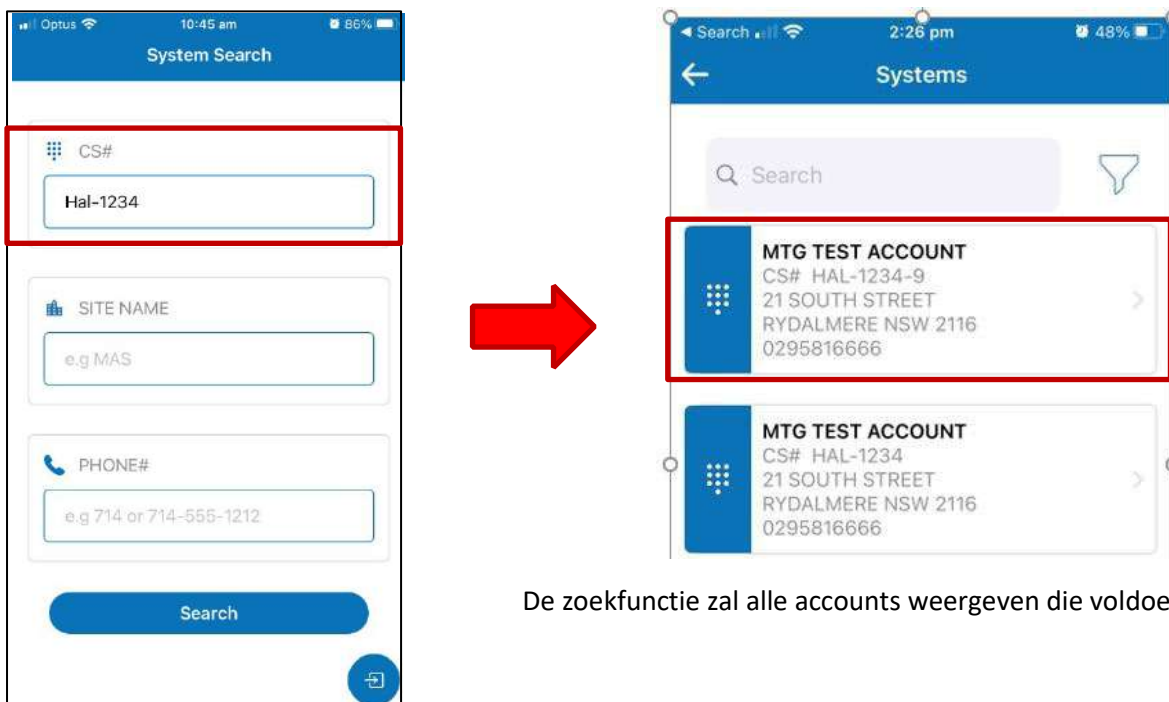 Optus 10:45 am 86%
System Search
CS#
Hal-1234
SITE NAME
e.g MAS
PHONE#
e.g 714 or 714-555-1212
Search
Search 2:26 pm 48%
Systems
Search
MTG TEST ACCOUNT
CS# HAL-1234-9
21 SOUTH STREET
RYDALMERE NSW 2116
0295816666
MTG TEST ACCOUNT
CS# HAL-1234
21 SOUTH STREET
RYDALMERE NSW 2116
0295816666
De zoekfunctie zal alle accounts weergeven die voldoe